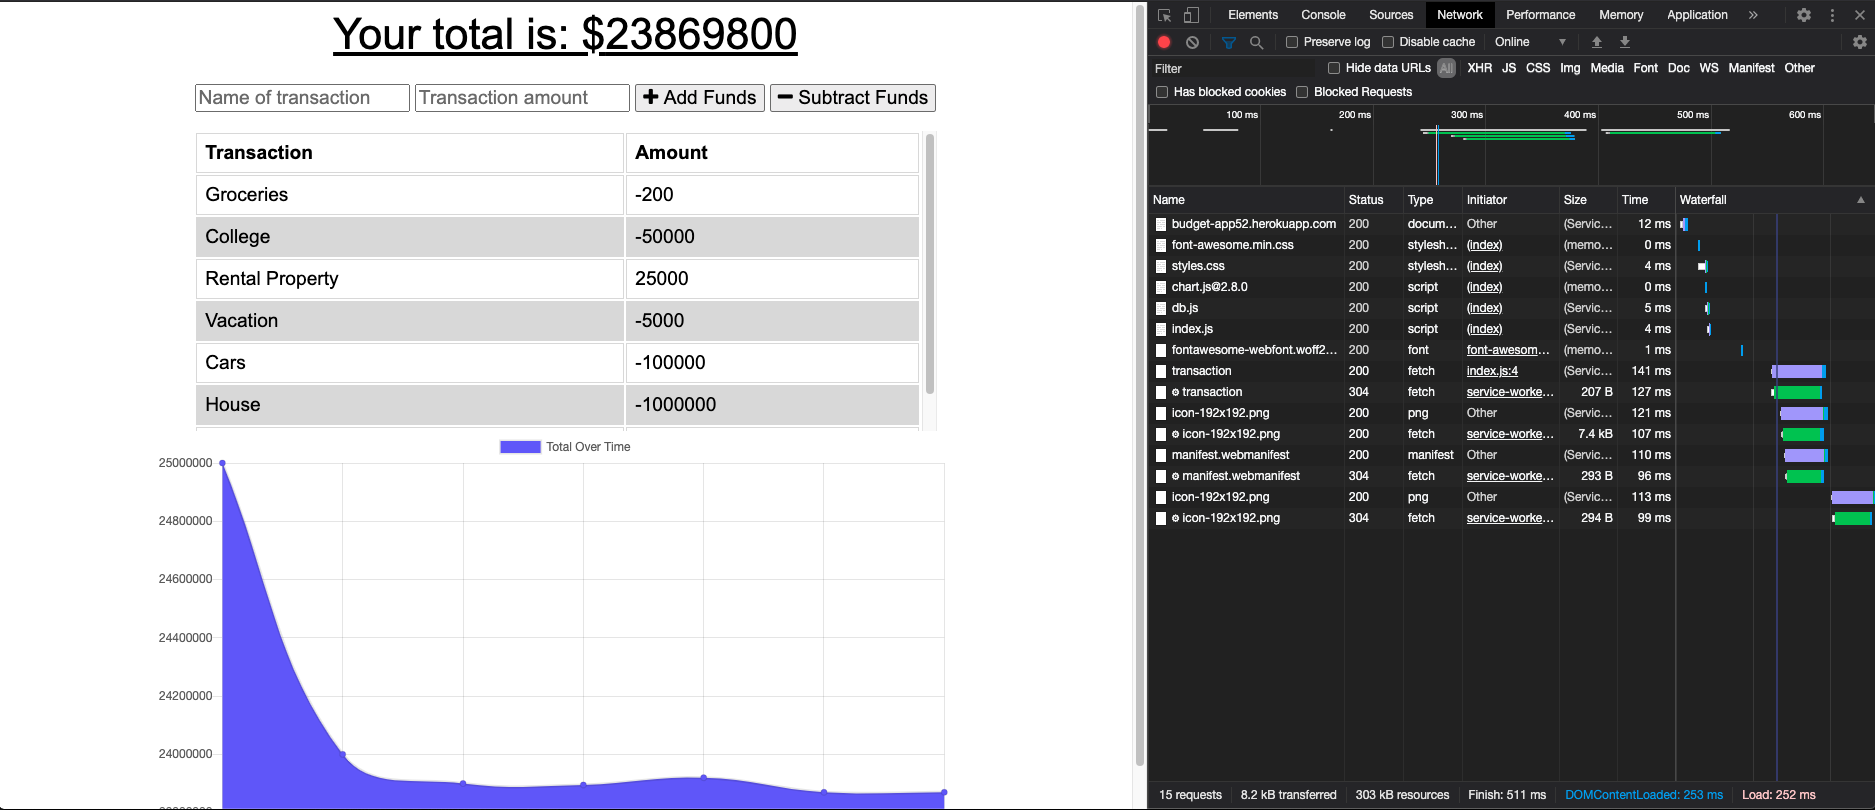 Your total is: $23869800
Name of transaction Transaction amount Add Funds Subtract Funds
Transaction Amount
Groceries -200
College -50000
Rental Property 25000
Vacation -5000
Cars -100000
House -1000000
Total Over Time
25000000
24800000
24600000
24400000
24200000
24000000
Elements Console Sources Network Performance Memory Application »
Preserve log Disable cache Online
Filter Hide data URLs All XHR JS CSS Img Media Font Doc WS Manifest Other
Has blocked cookies Blocked Requests
100 ms 200 ms 300 ms 400 ms 500 ms 600 ms
Name Status Type Initiator Size Time Waterfall
budget-app52.herokuapp.com 200 docum... Other (Servic... 12 ms
font-awesome.min.css 200 stylesh... (index) (memo... 0 ms
styles.css 200 stylesh... (index) (Servic... 4 ms
chart.js@2.8.0 200 script (index) (memo... 0 ms
db.js 200 script (index) (Servic... 5 ms
index.js 200 script (index) (Servic... 4 ms
fontawesome-webfont.woff2... 200 font font-awesom... (memo... 1 ms
transaction 200 fetch index.js:4 (Servic... 141 ms
transaction 304 fetch service-worke... 207 B 127 ms
icon-192x192.png 200 png Other (Servic... 121 ms
icon-192x192.png 200 fetch service-worke... 7.4 kB 107 ms
manifest.webmanifest 200 manifest Other (Servic... 110 ms
manifest.webmanifest 304 fetch service-worke... 293 B 96 ms
icon-192x192.png 200 png Other (Servic... 113 ms
icon-192x192.png 304 fetch service-worke... 294 B 99 ms
15 requests 8.2 kB transferred 303 kB resources Finish: 511 ms DOMContentLoaded: 253 ms Load: 252 ms